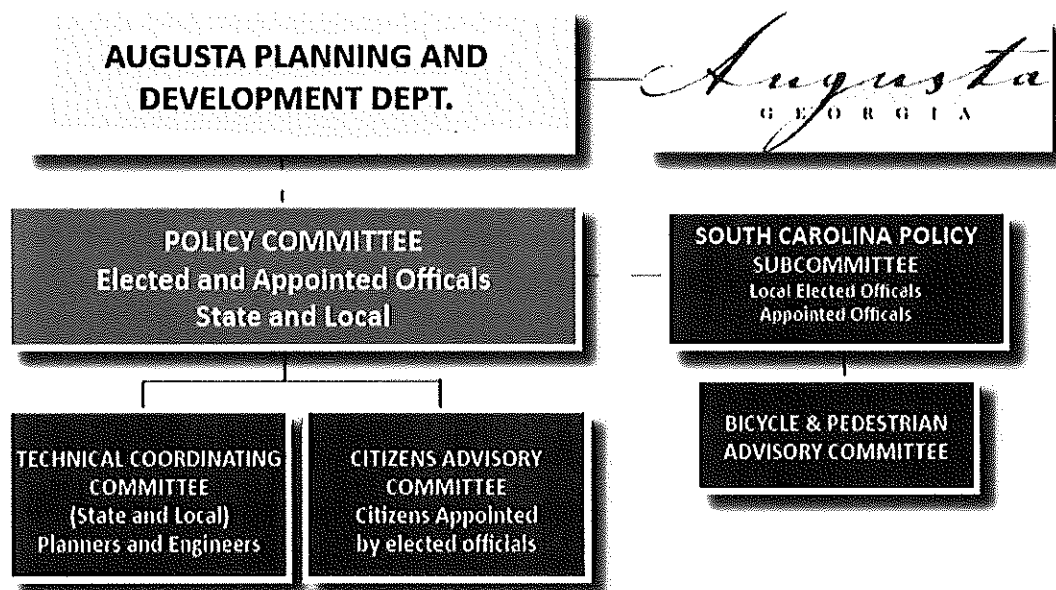 AUGUSTA PLANNING AND
DEVELOPMENT DEPT.
Augusta
GEORGIA
POLICY COMMITTEE
Elected and Appointed Officals
State and Local
SOUTH CAROLINA POLICY
SUBCOMMITTEE
Local Elected Officals
Appointed Officals
TECHNICAL COORDINATING
COMMITTEE
(State and Local)
Planners and Engineers
CITIZENS ADVISORY
COMMITTEE
Citizens Appointed
by elected officials
BICYCLE & PEDESTRIAN
ADVISORY COMMITTEE